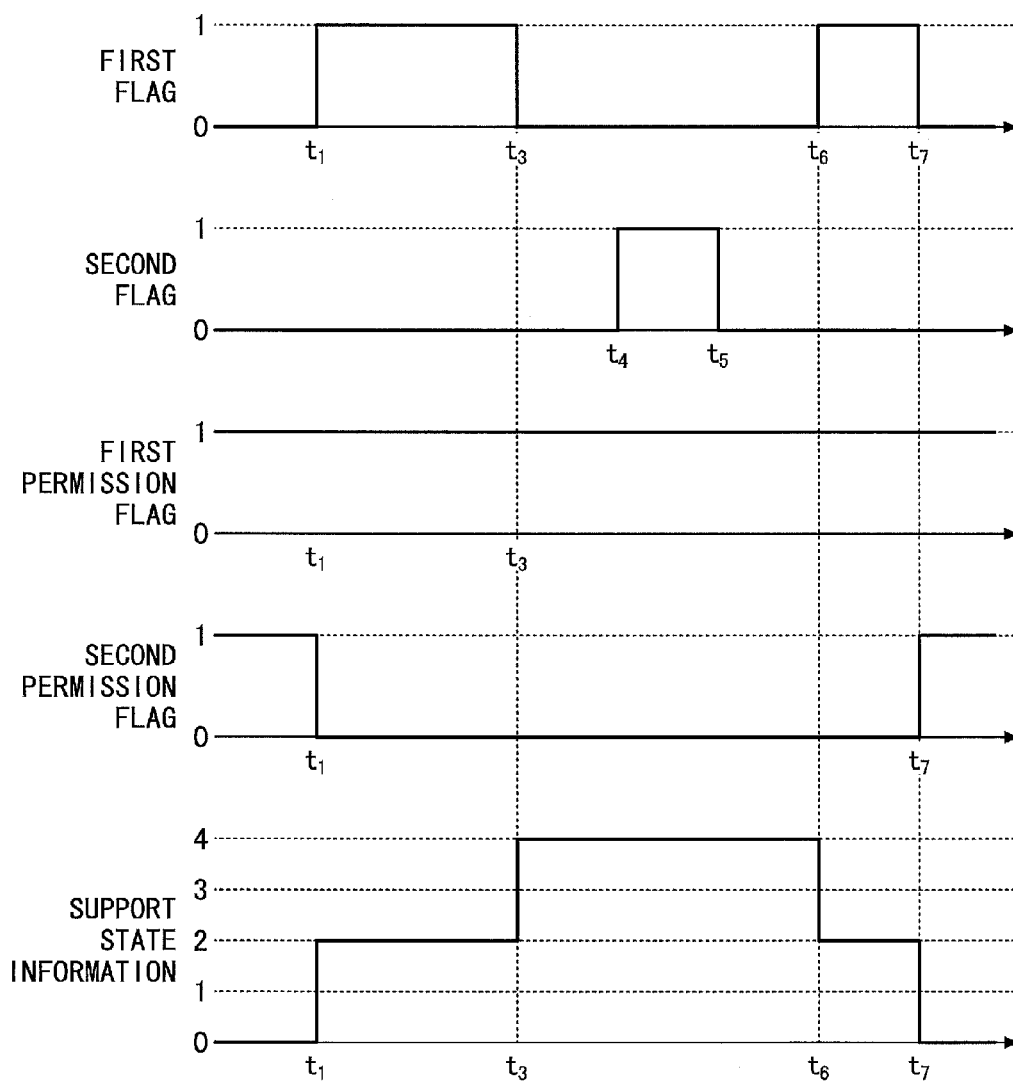 1
FIRST
FLAG
0
t₁ t₃ t₆ t₇
1
SECOND
FLAG
0
t₄ t₅
1
FIRST
PERMISSION
FLAG
0
t₁ t₃
1
SECOND
PERMISSION
FLAG
0
t₁ t₇
4
3
SUPPORT
STATE
2
INFORMATION
1
0
t₁ t₃ t₆ t₇